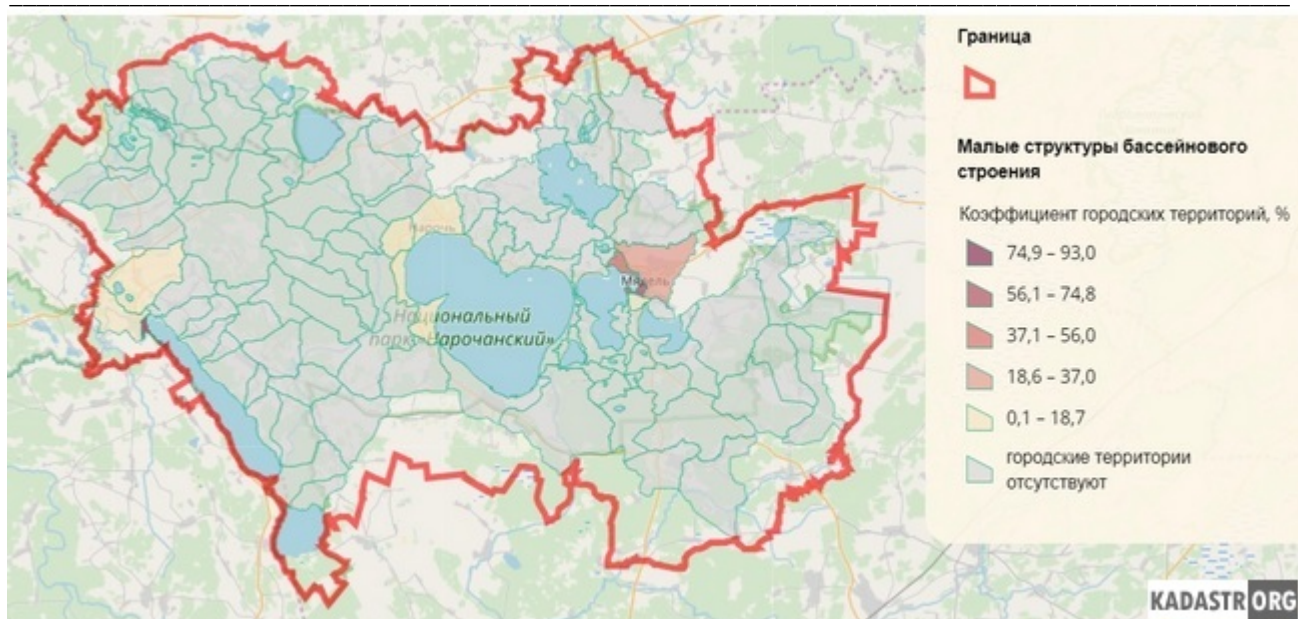 Граница
Малые структуры бассейнового
строения
Коэффициент городских территорий, %
74,9 – 93,0
56,1 – 74,8
37,1 – 56,0
18,6 – 37,0
0,1 – 18,7
городские территории
отсутствуют
Нарочь
Мядель
Национальный
парк «Нарочанский»
KADASTR ORG